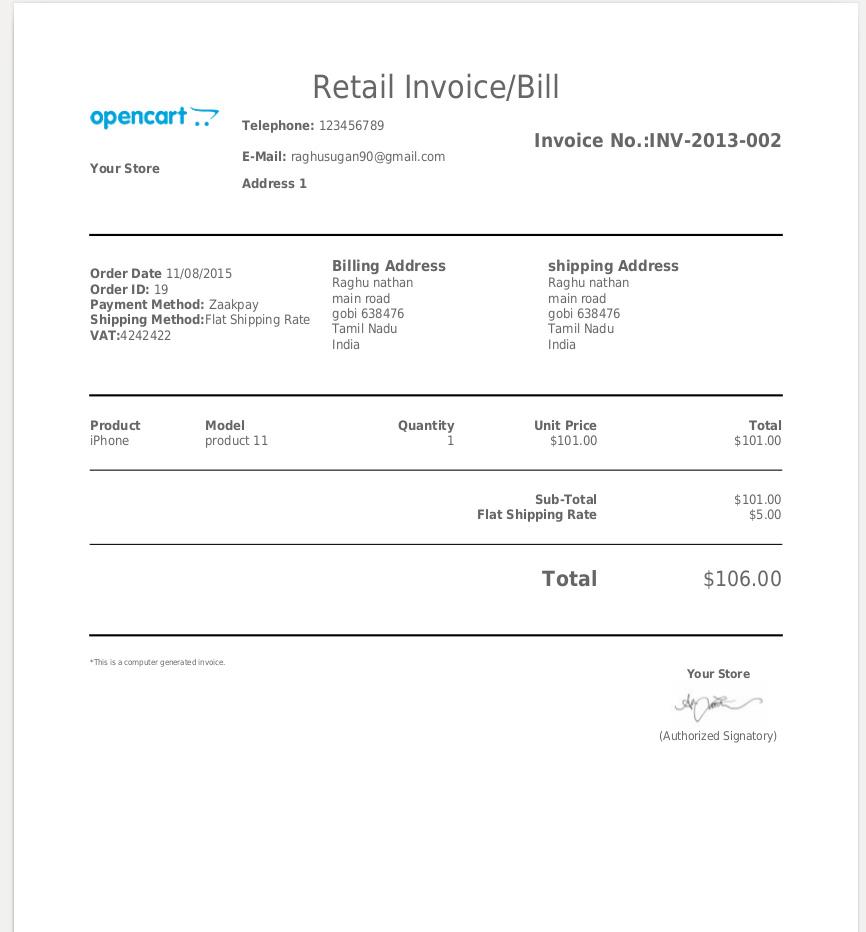 Retail Invoice/Bill
opencart
Telephone: 123456789
Invoice No.:INV-2013-002
E-Mail: raghusugan90@gmail.com
Your Store
Address 1
Order Date 11/08/2015
Order ID: 19
Payment Method: Zaakpay
Shipping Method:Flat Shipping Rate
VAT:4242422
Billing Address
Raghu nathan
main road
gobi 638476
Tamil Nadu
India
shipping Address
Raghu nathan
main road
gobi 638476
Tamil Nadu
India
Product Model Quantity Unit Price Total
iPhone product 11 1 $101.00 $101.00
Sub-Total $101.00
Flat Shipping Rate $5.00
Total $106.00
*This is a computer generated invoice.
Your Store
(Authorized Signatory)